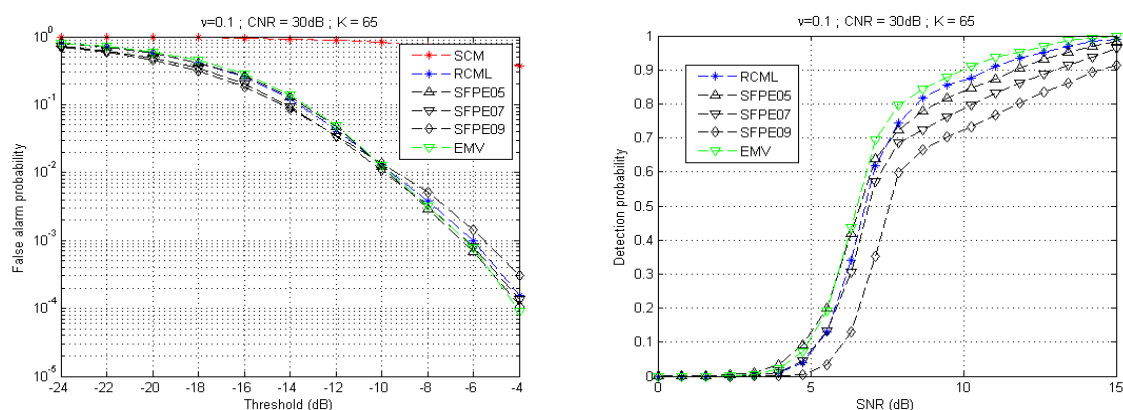 ν=0.1 ; CNR = 30dB ; K = 65
False alarm probability
10^0
10^-1
10^-2
10^-3
10^-4
10^-5
SCM
RCML
SFPE05
SFPE07
SFPE09
EMV
-24 -22 -20 -18 -16 -14 -12 -10 -8 -6 -4
Threshold (dB)
ν=0.1 ; CNR = 30dB ; K = 65
Detection probability
1
0.9
0.8
0.7
0.6
0.5
0.4
0.3
0.2
0.1
0
RCML
SFPE05
SFPE07
SFPE09
EMV
0 5 10 15
SNR (dB)